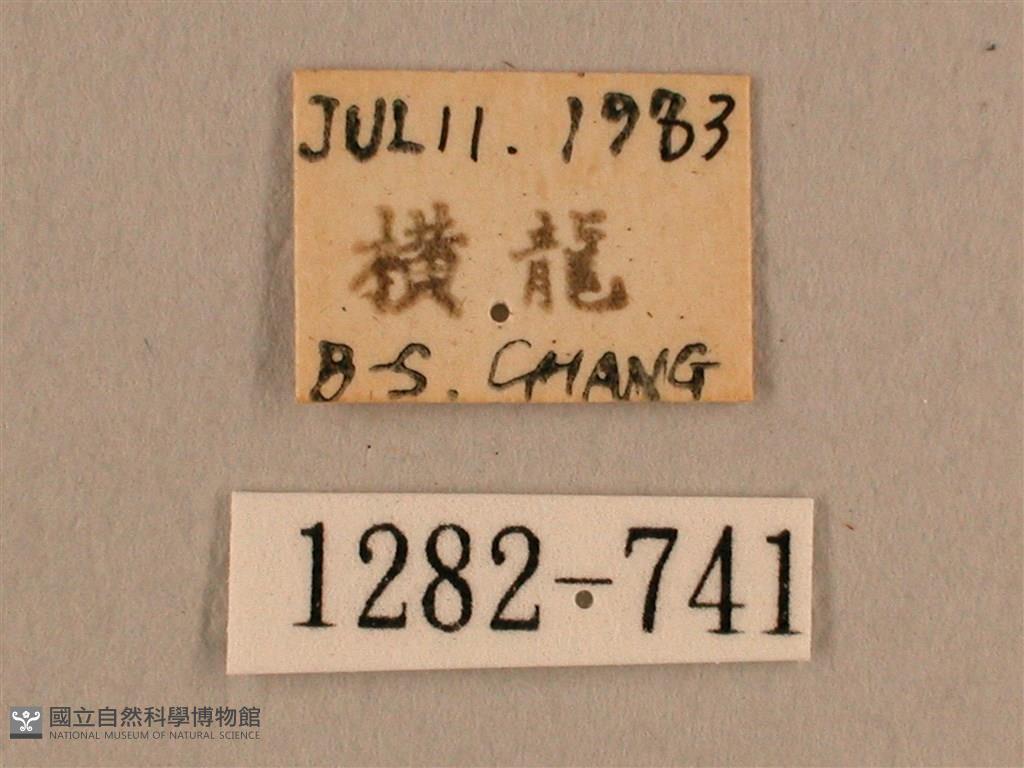 JUL 11. 1983
橫龍
B-S. CHANG
1282-741
國立自然科學博物館
NATIONAL MUSEUM OF NATURAL SCIENCE